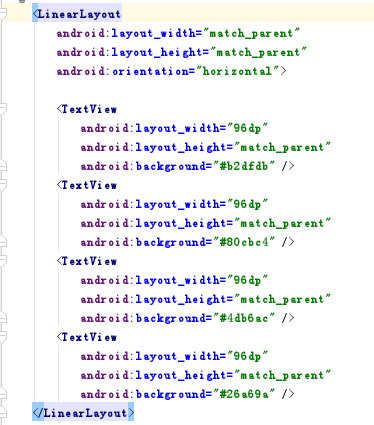 <LinearLayout
android:layout_width="match_parent"
android:layout_height="match_parent"
android:orientation="horizontal">
<TextView
android:layout_width="96dp"
android:layout_height="match_parent"
android:background="#b2dfdb" />
<TextView
android:layout_width="96dp"
android:layout_height="match_parent"
android:background="#80cbc4" />
<TextView
android:layout_width="96dp"
android:layout_height="match_parent"
android:background="#4db6ac" />
<TextView
android:layout_width="96dp"
android:layout_height="match_parent"
android:background="#26a69a" />
</LinearLayout>